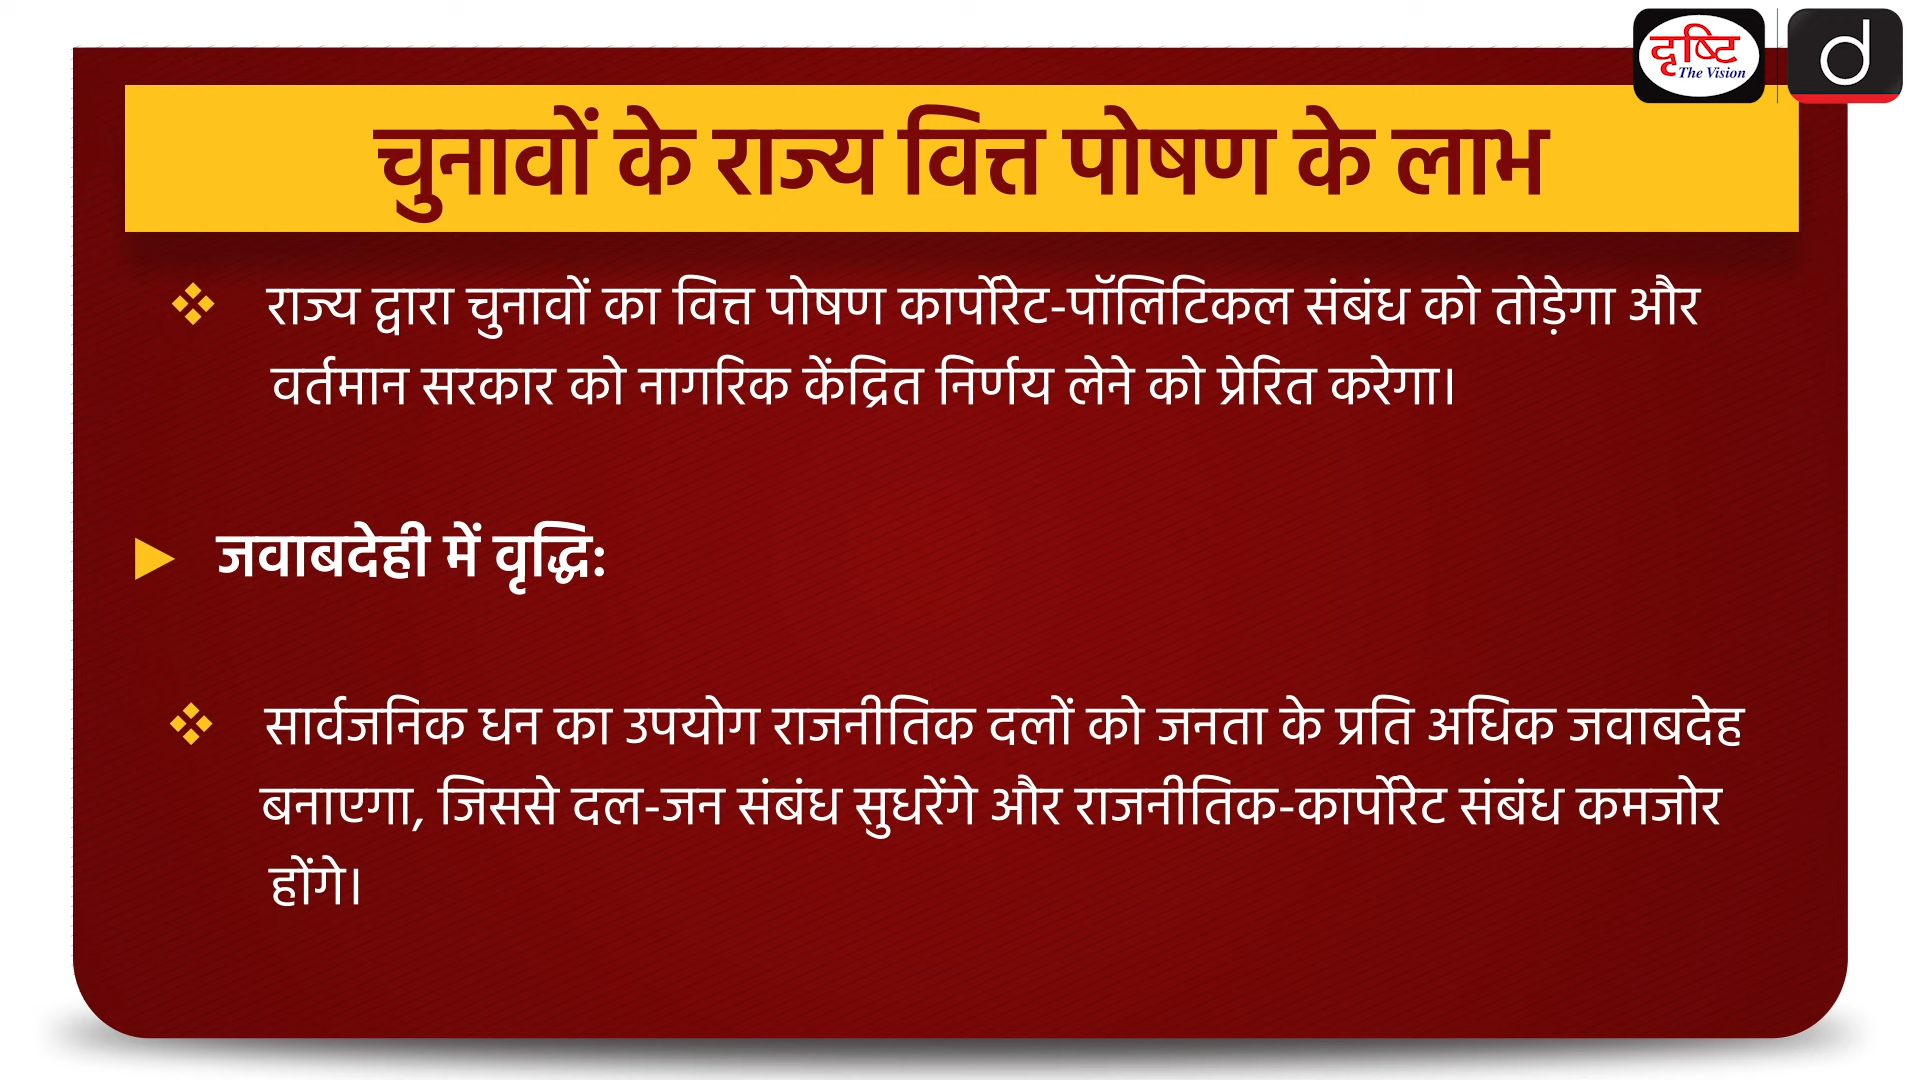 दृष्टि
The Vision
d
चुनावों के राज्य वित्त पोषण के लाभ
राज्य द्वारा चुनावों का वित्त पोषण कार्पोरेट-पॉलिटिकल संबंध को तोड़ेगा और
वर्तमान सरकार को नागरिक केंद्रित निर्णय लेने को प्रेरित करेगा।
जवाबदेही में वृद्धि:
सार्वजनिक धन का उपयोग राजनीतिक दलों को जनता के प्रति अधिक जवाबदेह
बनाएगा, जिससे दल-जन संबंध सुधरेंगे और राजनीतिक-कार्पोरेट संबंध कमजोर
होंगे।